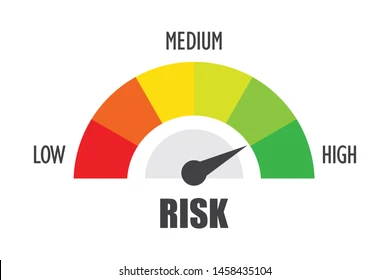 MEDIUM
LOW
HIGH
RISK
shutterstock.com · 1458435104